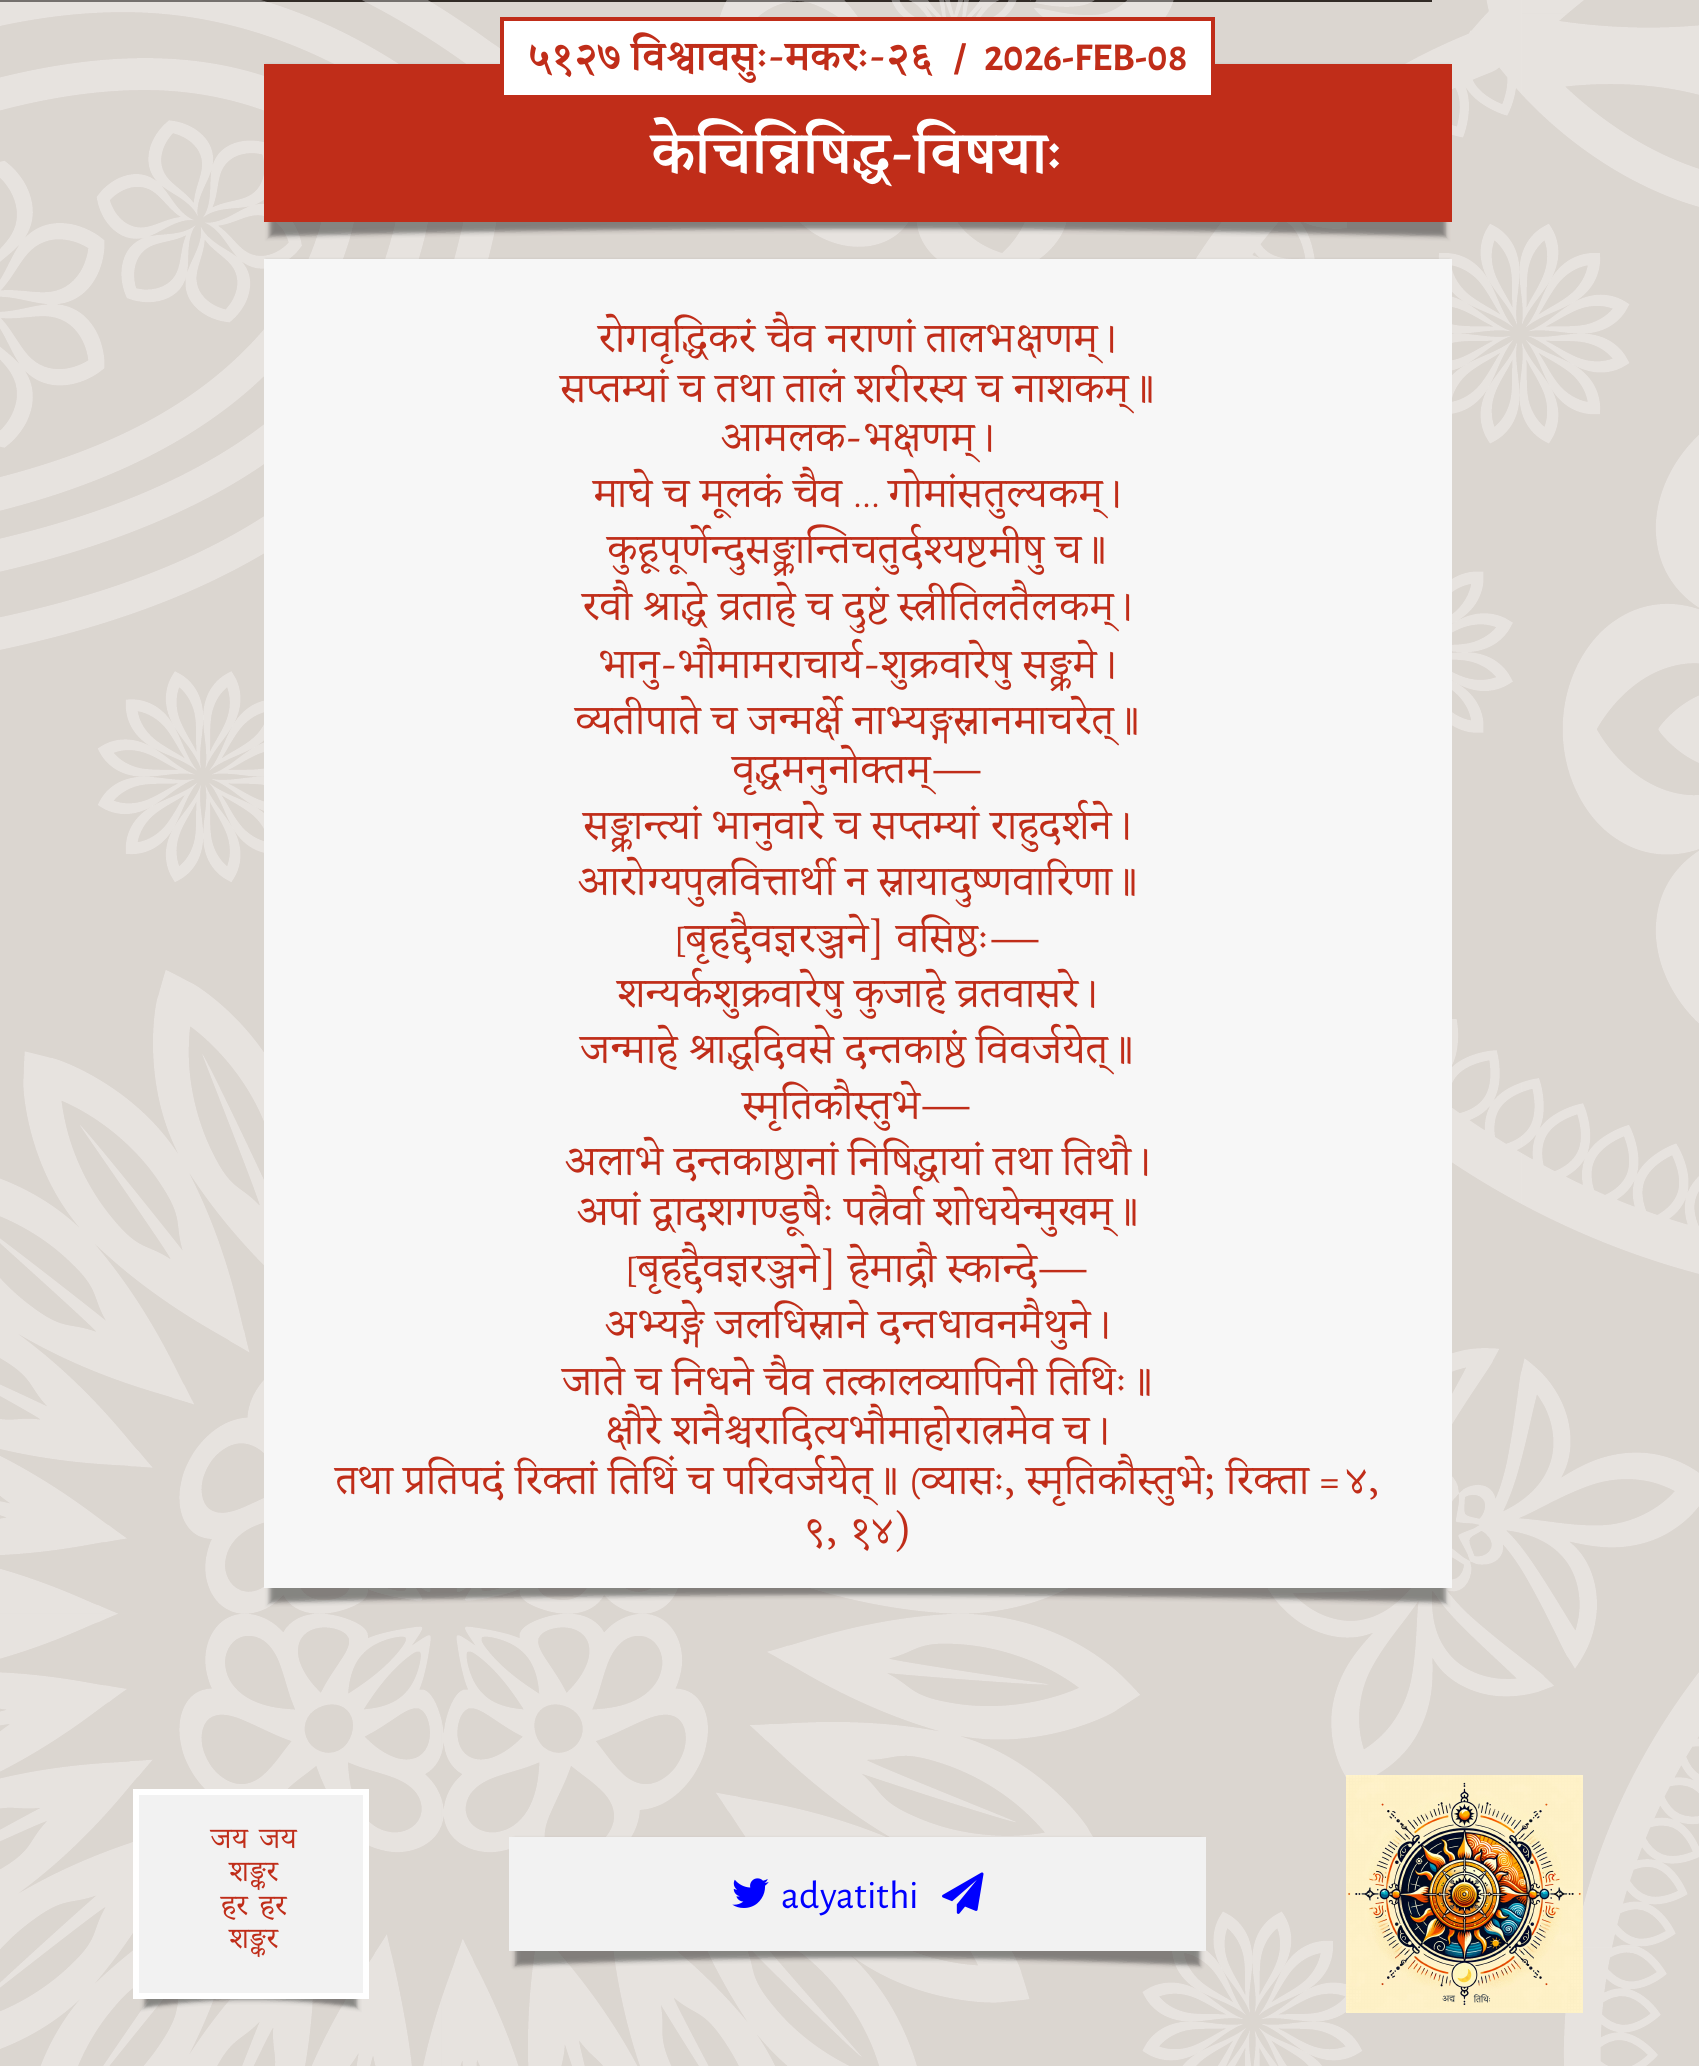 ५१२७ विश्वावसुः-मकरः-२६ / 2026-FEB-08
केचिन्निषिद्ध-विषयाः
रोगवृद्धिकरं चैव नराणां तालभक्षणम्।
सप्तम्यां च तथा तालं शरीरस्य च नाशकम्॥
आमलक-भक्षणम्।
माघे च मूलकं चैव ... गोमांसतुल्यकम्।
कुहूपूर्णेन्दुसङ्क्रान्तिचतुर्दश्यष्टमीषु च॥
रवौ श्राद्धे व्रताहे च दुष्टं स्त्रीतिलतैलकम्।
भानु-भौमामराचार्य-शुक्रवारेषु सङ्क्रमे।
व्यतीपाते च जन्मर्क्षे नाभ्यङ्गस्नानमाचरेत्॥
वृद्धमनुनोक्तम्—
सङ्क्रान्त्यां भानुवारे च सप्तम्यां राहुदर्शने।
आरोग्यपुत्रवित्तार्थी न स्नायादुष्णवारिणा॥
[बृहद्दैवज्ञरञ्जने] वसिष्ठः—
शन्यर्कशुक्रवारेषु कुजाहे व्रतवासरे।
जन्माहे श्राद्धदिवसे दन्तकाष्ठं विवर्जयेत्॥
स्मृतिकौस्तुभे—
अलाभे दन्तकाष्ठानां निषिद्धायां तथा तिथौ।
अपां द्वादशगण्डूषैः पत्रैर्वा शोधयेन्मुखम्॥
[बृहद्दैवज्ञरञ्जने] हेमाद्रौ स्कान्दे—
अभ्यङ्गे जलधिस्नाने दन्तधावनमैथुने।
जाते च निधने चैव तत्कालव्यापिनी तिथिः॥
क्षौरे शनैश्चरादित्यभौमाहोरात्रमेव च।
तथा प्रतिपदं रिक्तां तिथिं च परिवर्जयेत्॥ (व्यासः, स्मृतिकौस्तुभे; रिक्ता = ४,
९, १४)
जय जय
शङ्कर
हर हर
शङ्कर
adyatithi
अद्य तिथिः